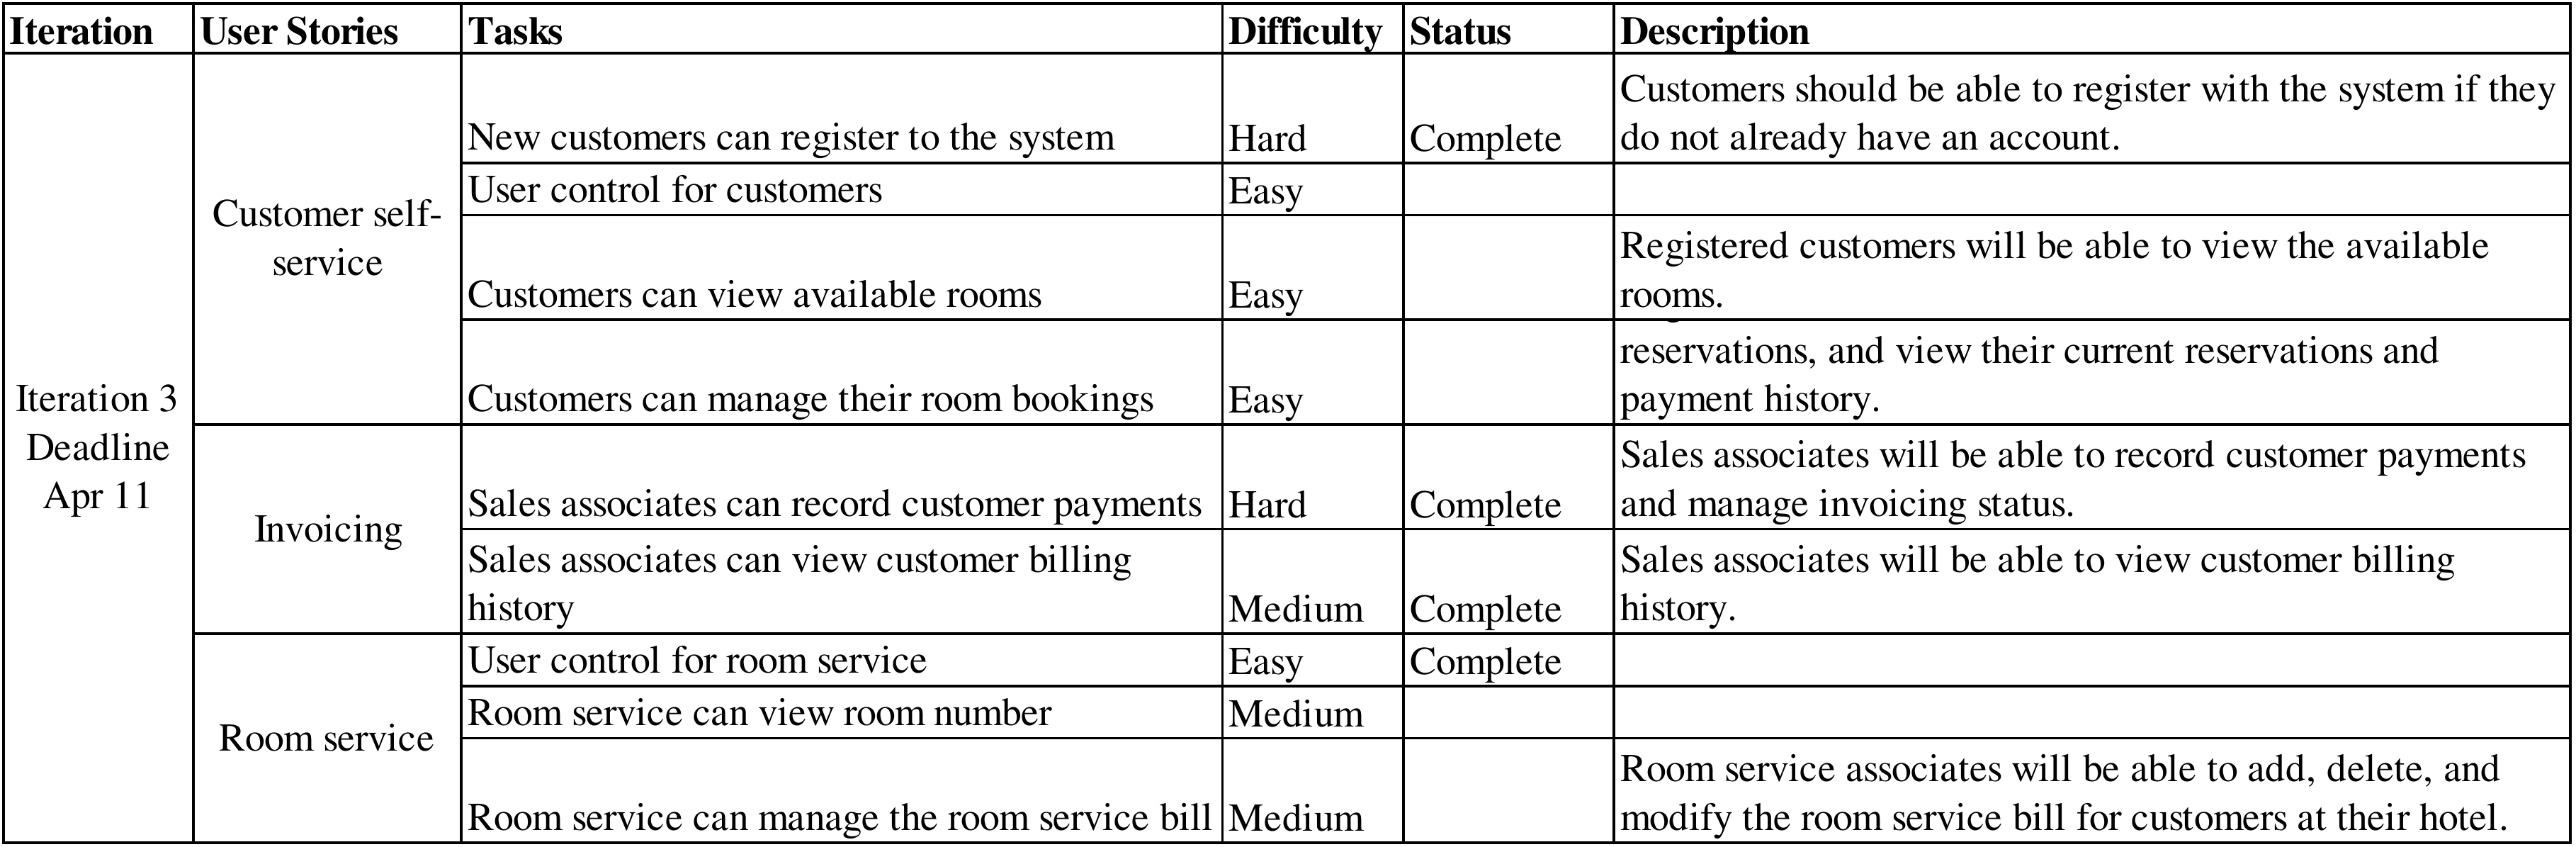 Iteration User Stories Tasks Difficulty Status Description
Customers should be able to register with the system if they
New customers can register to the system Hard Complete do not already have an account.
User control for customers Easy
Customer self-
service
Registered customers will be able to view the available
Customers can view available rooms Easy rooms.
reservations, and view their current reservations and
Customers can manage their room bookings Easy payment history.
Iteration 3
Deadline
Apr 11
Invoicing
Sales associates will be able to record customer payments
Sales associates can record customer payments Hard Complete and manage invoicing status.
Sales associates can view customer billing Sales associates will be able to view customer billing
history Medium Complete history.
Room service
User control for room service Easy Complete
Room service can view room number Medium
Room service associates will be able to add, delete, and
Room service can manage the room service bill Medium modify the room service bill for customers at their hotel.